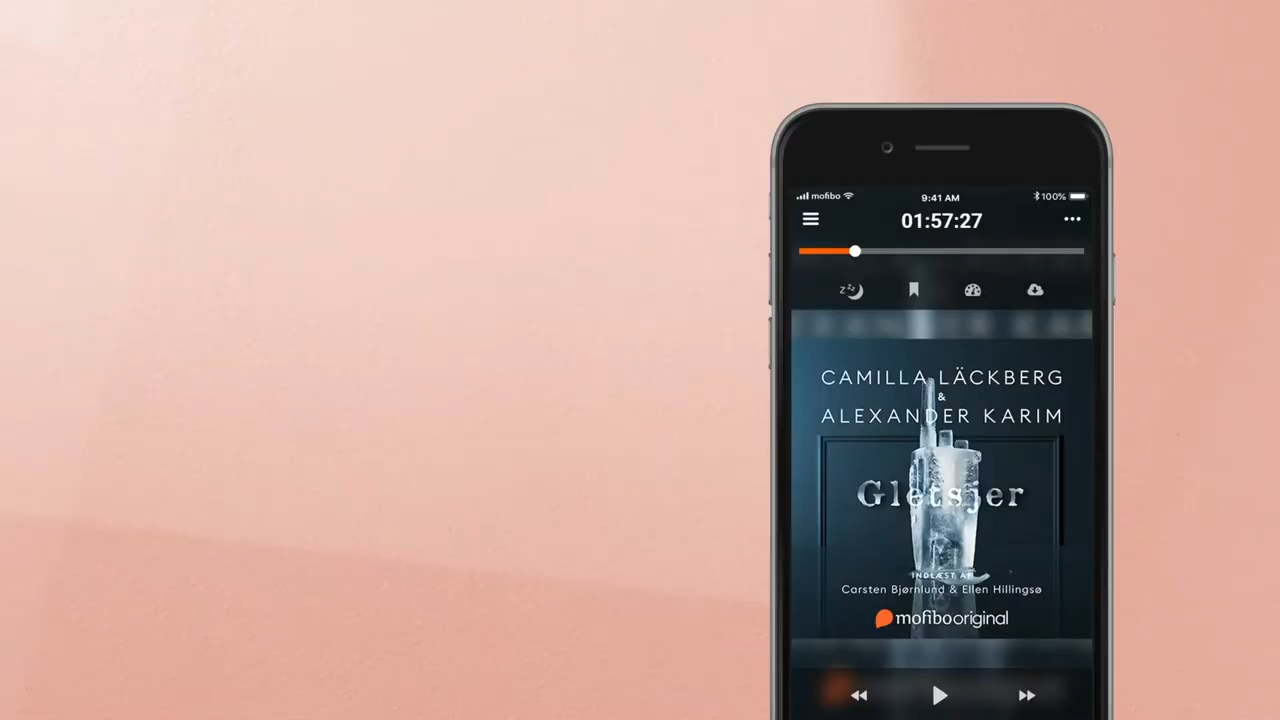 mofibo
9:41 AM
100%
01:57:27
CAMILLA LÄCKBERG
&
ALEXANDER KARIM
Gletsjer
INDLÆST AF
Carsten Bjørnlund & Ellen Hillingsø
mofibooriginal